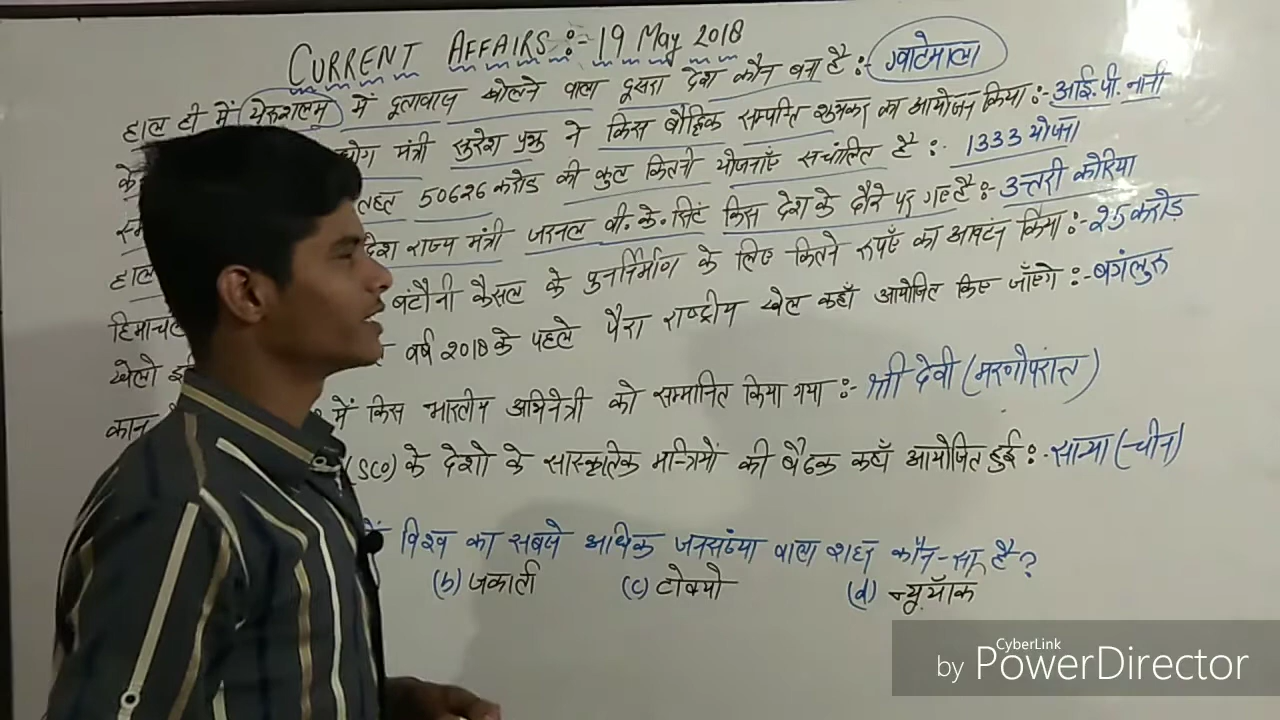 CURRENT AFFAIRS :- 19 May 2018
हाल ही में येरुशलम में दूतावास खोलने वाला दूसरा देश कौन बना है :- ग्वाटेमाला
के मंत्री सुरेश प्रभु ने किस बौद्धिक सम्पत्ति शुभंकर का आयोजन किया :- आई.पी. नानी
तहत 50626 करोड की कुल कितनी योजनाएँ संचालित है :- 1333 योजना
हाल देश राज्य मंत्री जनरल वी.के. सिंह किस देश के दौरे पर गए है :- उत्तरी कोरिया
हिमाचल बटौनी कैसल के पुनर्निर्माण के लिए कितने रुपएँ का आवंटन किया :- 25 करोड
खेलो वर्ष 2018 के पहले पैरा राष्ट्रीय खेल कहाँ आयोजित किए जाँएगे :- बंगलुरु
कान में किस भारतीय अभिनेत्री को सम्मानित किया गया :- श्री देवी (मरणोपरांत)
(SCO) के देशो के सांस्कृतिक मन्त्रियों की बैठक कहाँ आयोजित हुई :- सान्या (चीन)
विश्व का सबसे अधिक जनसंख्या वाला शहर कौन-सा है ?
(b) जकार्ता (c) टोक्यो (d) न्यूयॉक
CyberLink
by PowerDirector